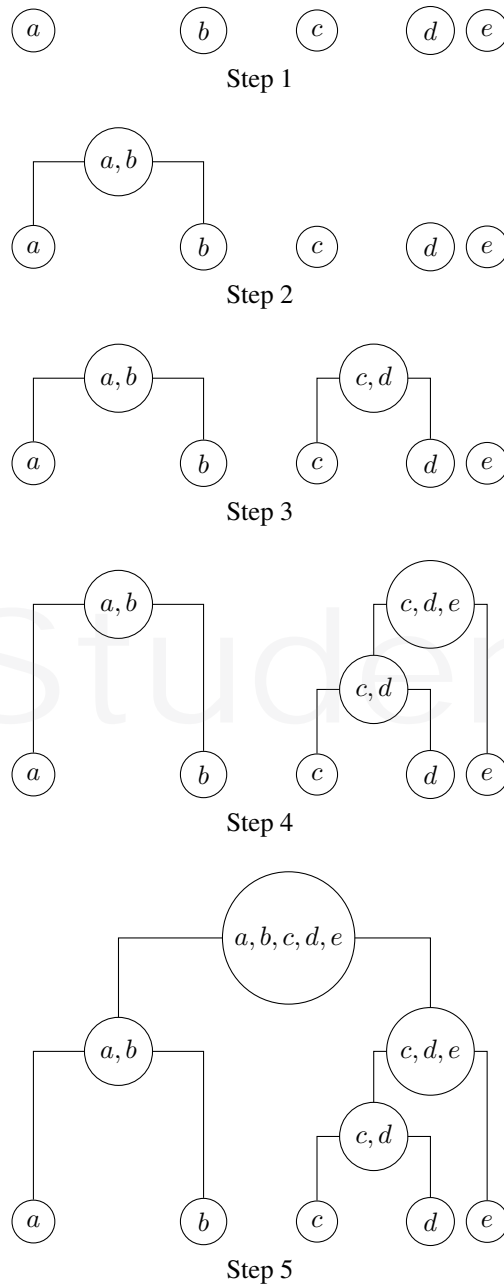 a b c d e
Step 1
a, b
a b c d e
Step 2
a, b c, d
a b c d e
Step 3
a, b c, d, e
c, d
a b c d e
Step 4
a, b, c, d, e
a, b c, d, e
c, d
a b c d e
Step 5